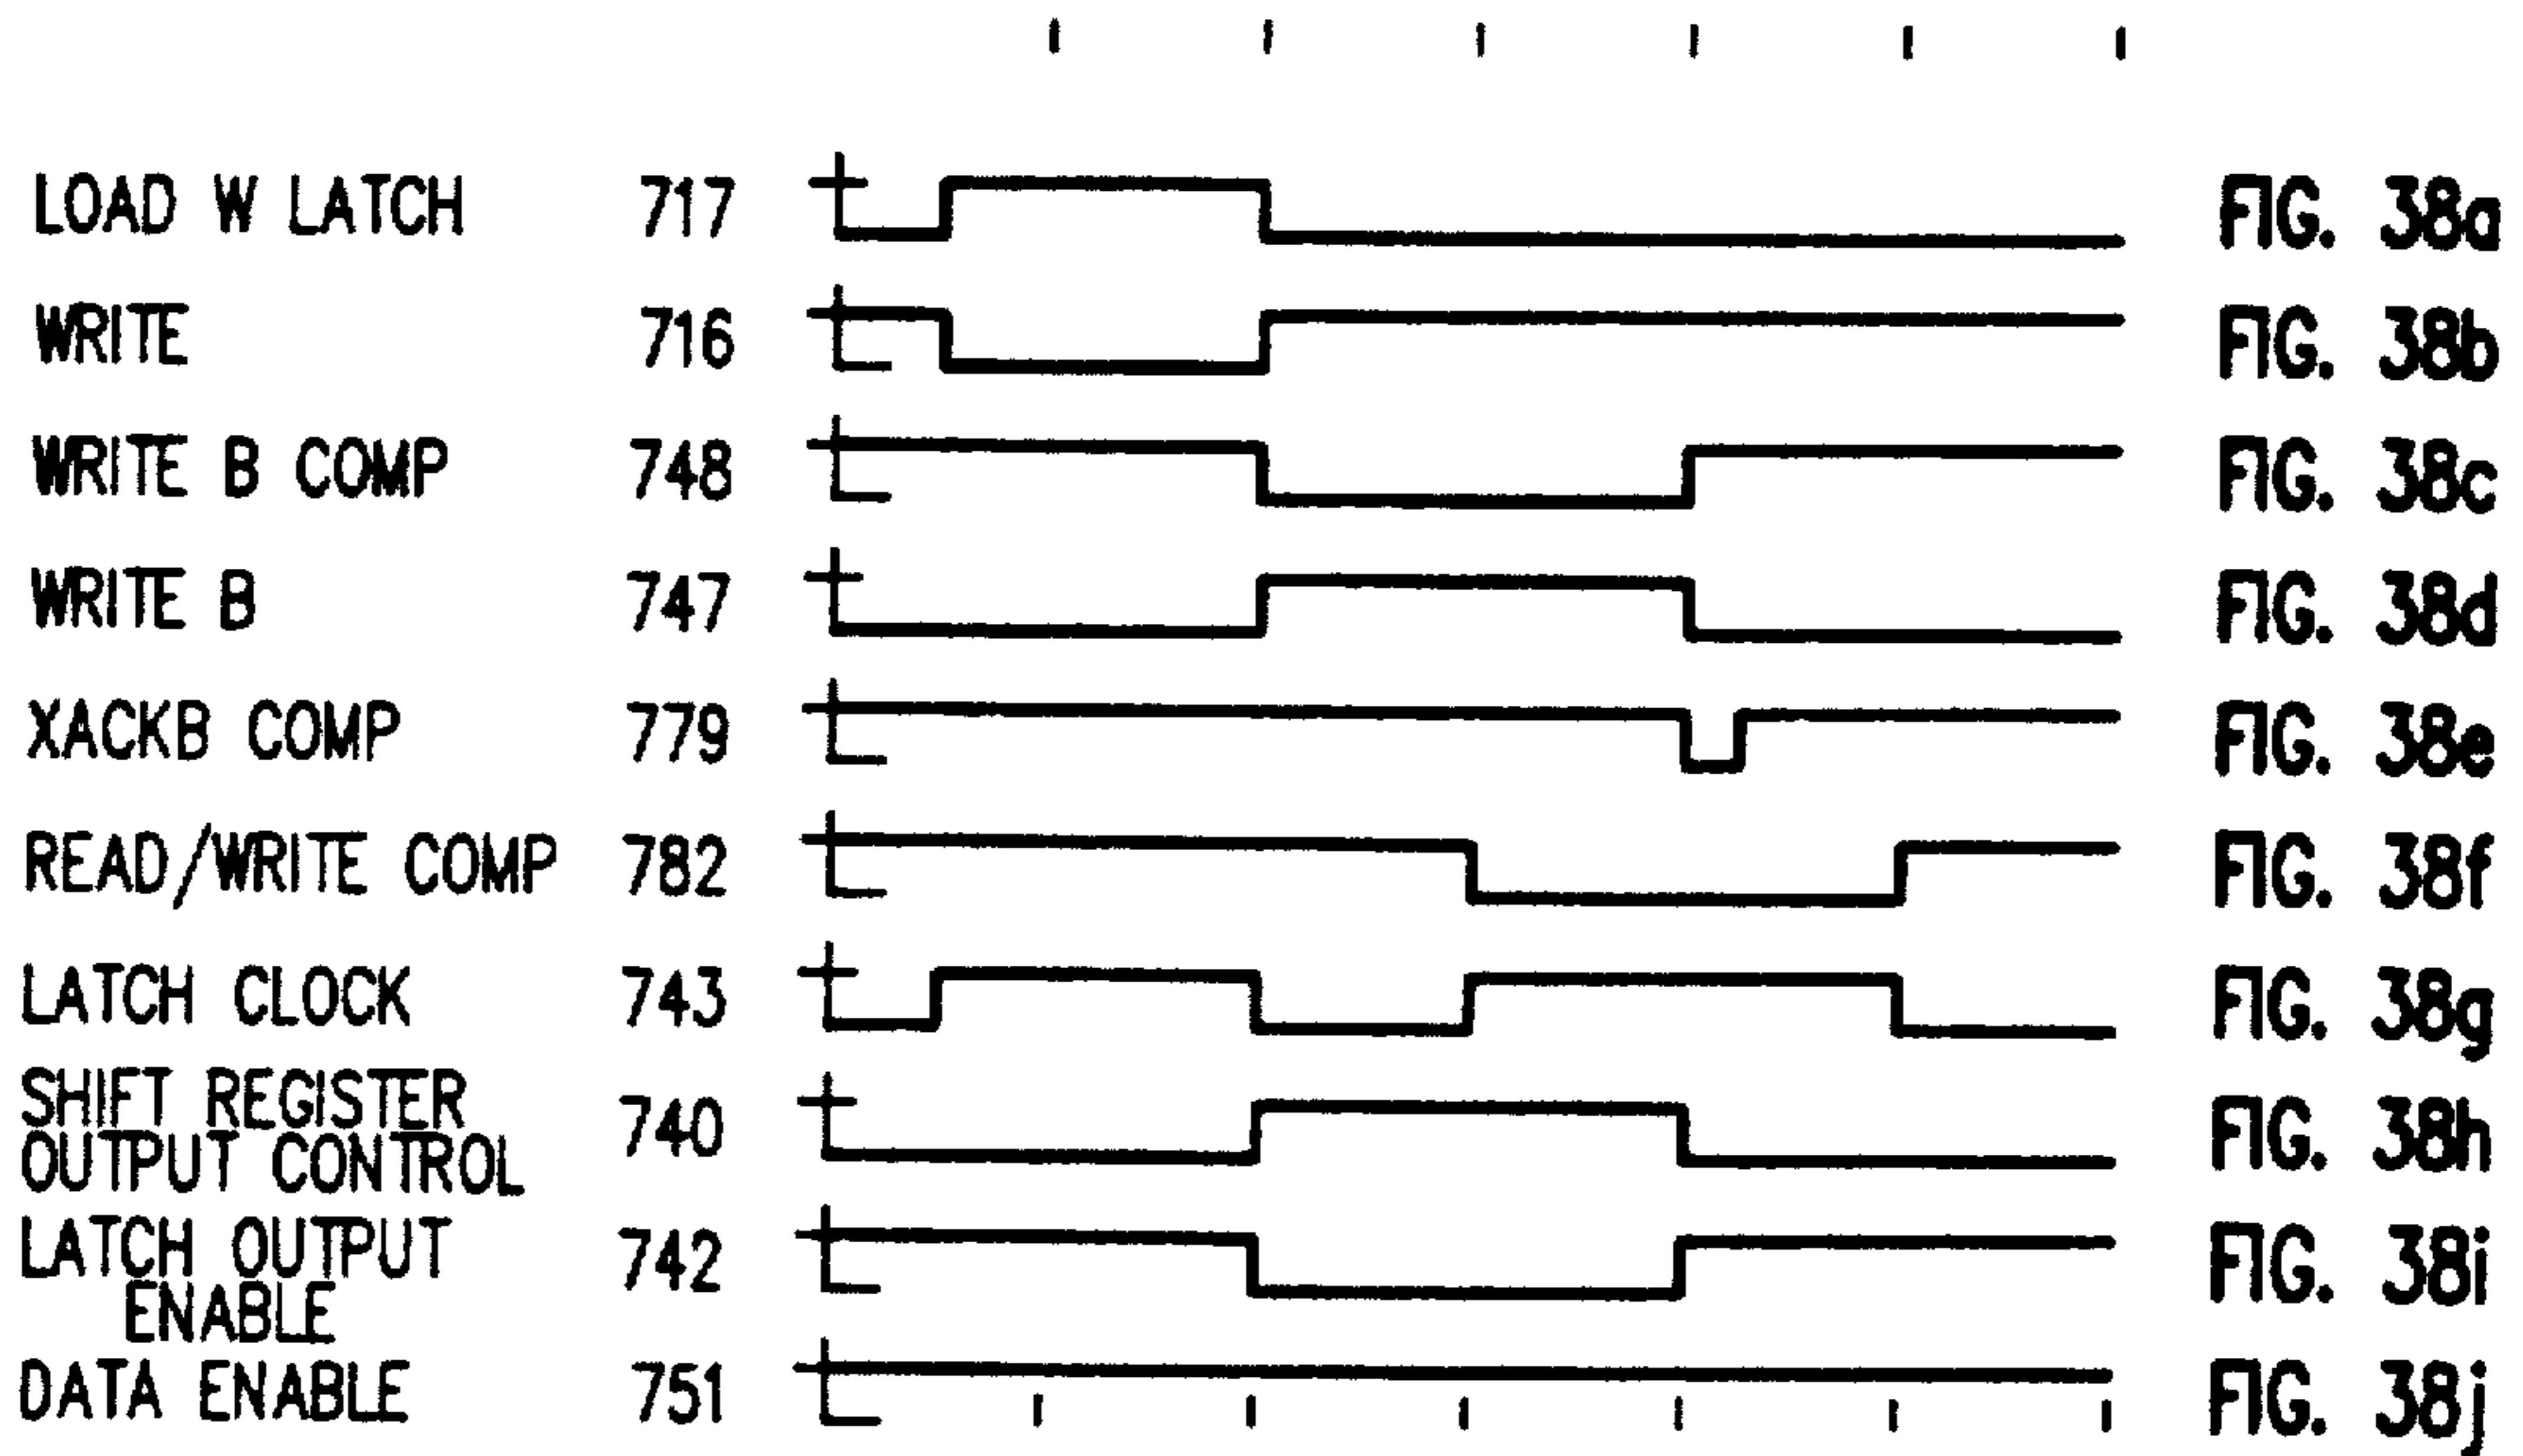 LOAD W LATCH 717 FIG. 38a
WRITE 716 FIG. 38b
WRITE B COMP 748 FIG. 38c
WRITE B 747 FIG. 38d
XACKB COMP 779 FIG. 38e
READ/WRITE COMP 782 FIG. 38f
LATCH CLOCK 743 FIG. 38g
SHIFT REGISTER
OUTPUT CONTROL 740 FIG. 38h
LATCH OUTPUT
ENABLE 742 FIG. 38i
DATA ENABLE 751 FIG. 38j